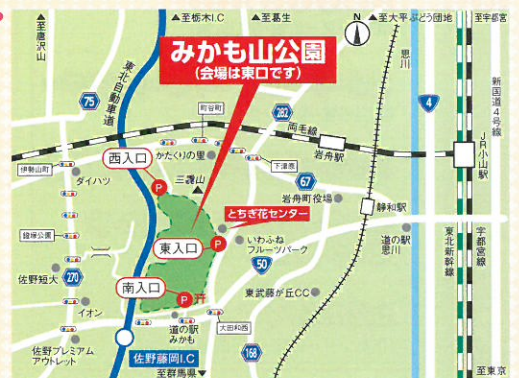 ▲至栃木I.C
▲至葛生
N
▲至大平ぶどう団地
▲至宇都宮
至唐沢山
東北自動車道
みかも山公園
(会場は東口です)
思川
新国道4号線
4
75
町谷町
282
両毛線
岩舟駅
JR小山駅
西入口
かたくりの里
下津原
67
伊勢山町
ダイハツ
P
三毳山
岩舟町役場
静和駅
とちぎ花センター
鐙塚公園
東入口
P
いわふね
フルーツパーク
道の駅
思川
佐野短大
270
南入口
P
50
東北新幹線
宇都宮線
イオン
東武藤が丘CC
道の駅
みかも
大田和西
佐野プレミアム
アウトレット
佐野藤岡I.C
168
至群馬県▼
至東京